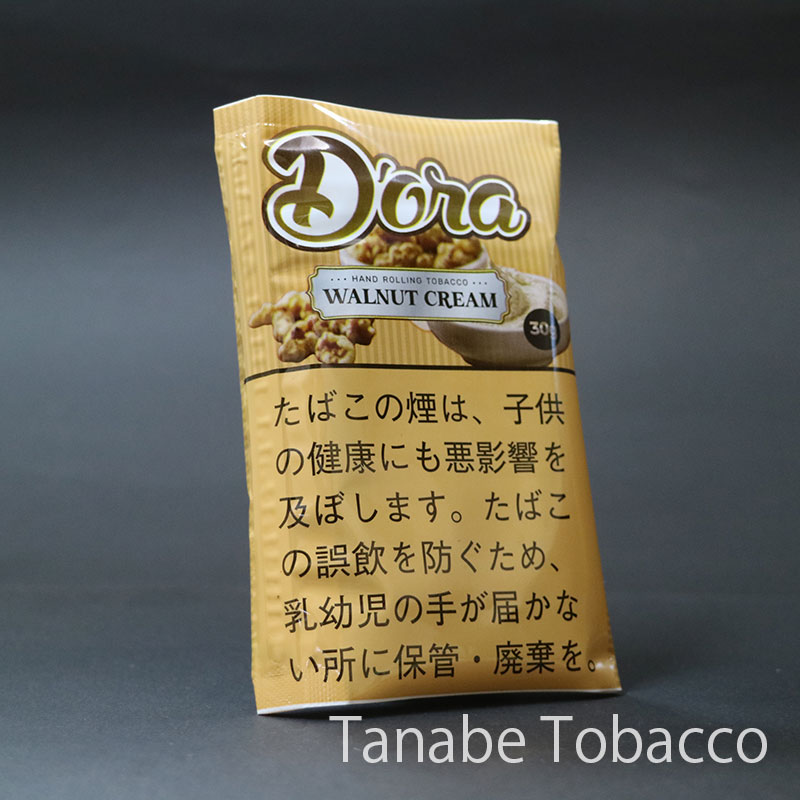 D'ora
HAND ROLLING TOBACCO
WALNUT CREAM
30g
たばこの煙は、子供
の健康にも悪影響を
及ぼします。たばこ
の誤飲を防ぐため、
乳幼児の手が届かな
い所に保管・廃棄を。
Tanabe Tobacco